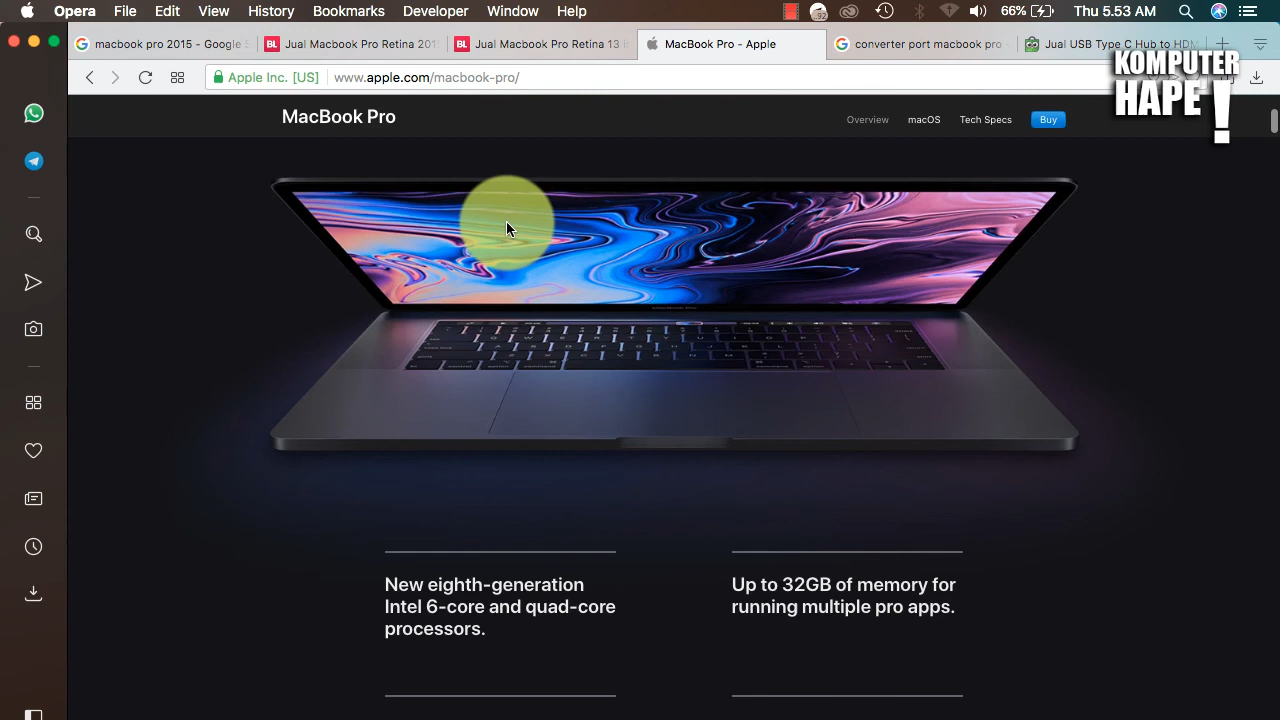 Opera File Edit View History Bookmarks Developer Window Help 66% Thu 5.53 AM
macbook pro 2015 - Google S
BL Jual Macbook Pro Retina 2015
BL Jual Macbook Pro Retina 13 i
MacBook Pro - Apple
converter port macbook pro
Jual USB Type C Hub to HDM
Apple Inc. [US] www.apple.com/macbook-pro/
KOMPUTER
HAPE!
MacBook Pro
Overview macOS Tech Specs Buy
New eighth-generation
Intel 6-core and quad-core
processors.
Up to 32GB of memory for
running multiple pro apps.